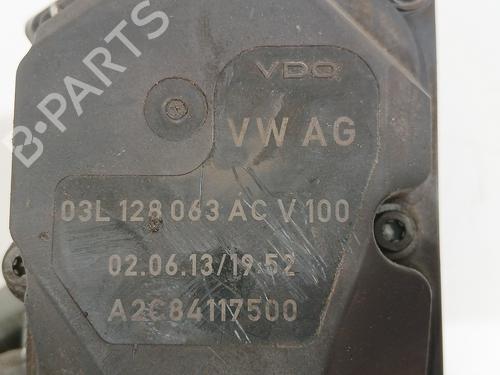 B-PARTS
VDO
VW AG
03L 128 063 AC V 100
02.06.13/19:52
A2C84117500